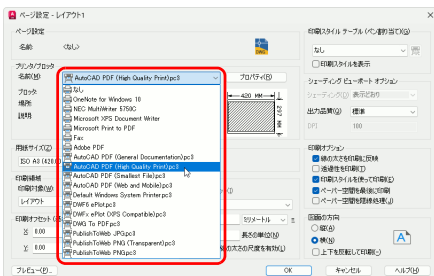 ページ設定 - レイアウト1
ページ設定
名前: <なし>
DWG
プリンタ/プロッタ
名前(M): AutoCAD PDF (High Quality Print).pc3 プロパティ(R)
プロッタ
場所:
説明:
なし
OneNote for Windows 10
NEC MultiWriter 5750C
Microsoft XPS Document Writer
Microsoft Print to PDF
Fax
Adobe PDF
AutoCAD PDF (General Documentation).pc3
AutoCAD PDF (High Quality Print).pc3
AutoCAD PDF (Smallest File).pc3
AutoCAD PDF (Web and Mobile).pc3
Default Windows System Printer.pc3
DWF6 ePlot.pc3
DWFx ePlot (XPS Compatible).pc3
DWG To PDF.pc3
PublishToWeb JPG.pc3
PublishToWeb PNG (Transparent).pc3
PublishToWeb PNG.pc3
420 MM
297 MM
用紙サイズ(Z)
ISO A3 (420.0
印刷領域
印刷対象(W):
レイアウト
印刷オフセット
X: 0.00
Y: 0.00
ミリメートル =
長さの単位(N)
線の太さの尺度を有効(L)
印刷スタイル テーブル (ペン割り当て)(G)
なし
印刷スタイルを表示
シェーディング ビューポート オプション
シェーディング(D) 表示どおり
出力品質(Q) 標準
DPI 100
印刷オプション
線の太さを印刷に反映
透過性を印刷(T)
印刷スタイルを使って印刷(E)
ペーパー空間を最後に印刷
ペーパー空間を隠線処理(J)
図面の方向
縦(A)
横(N)
上下を反転して印刷(-)
A
プレビュー(P)...
OK
キャンセル
ヘルプ(H)